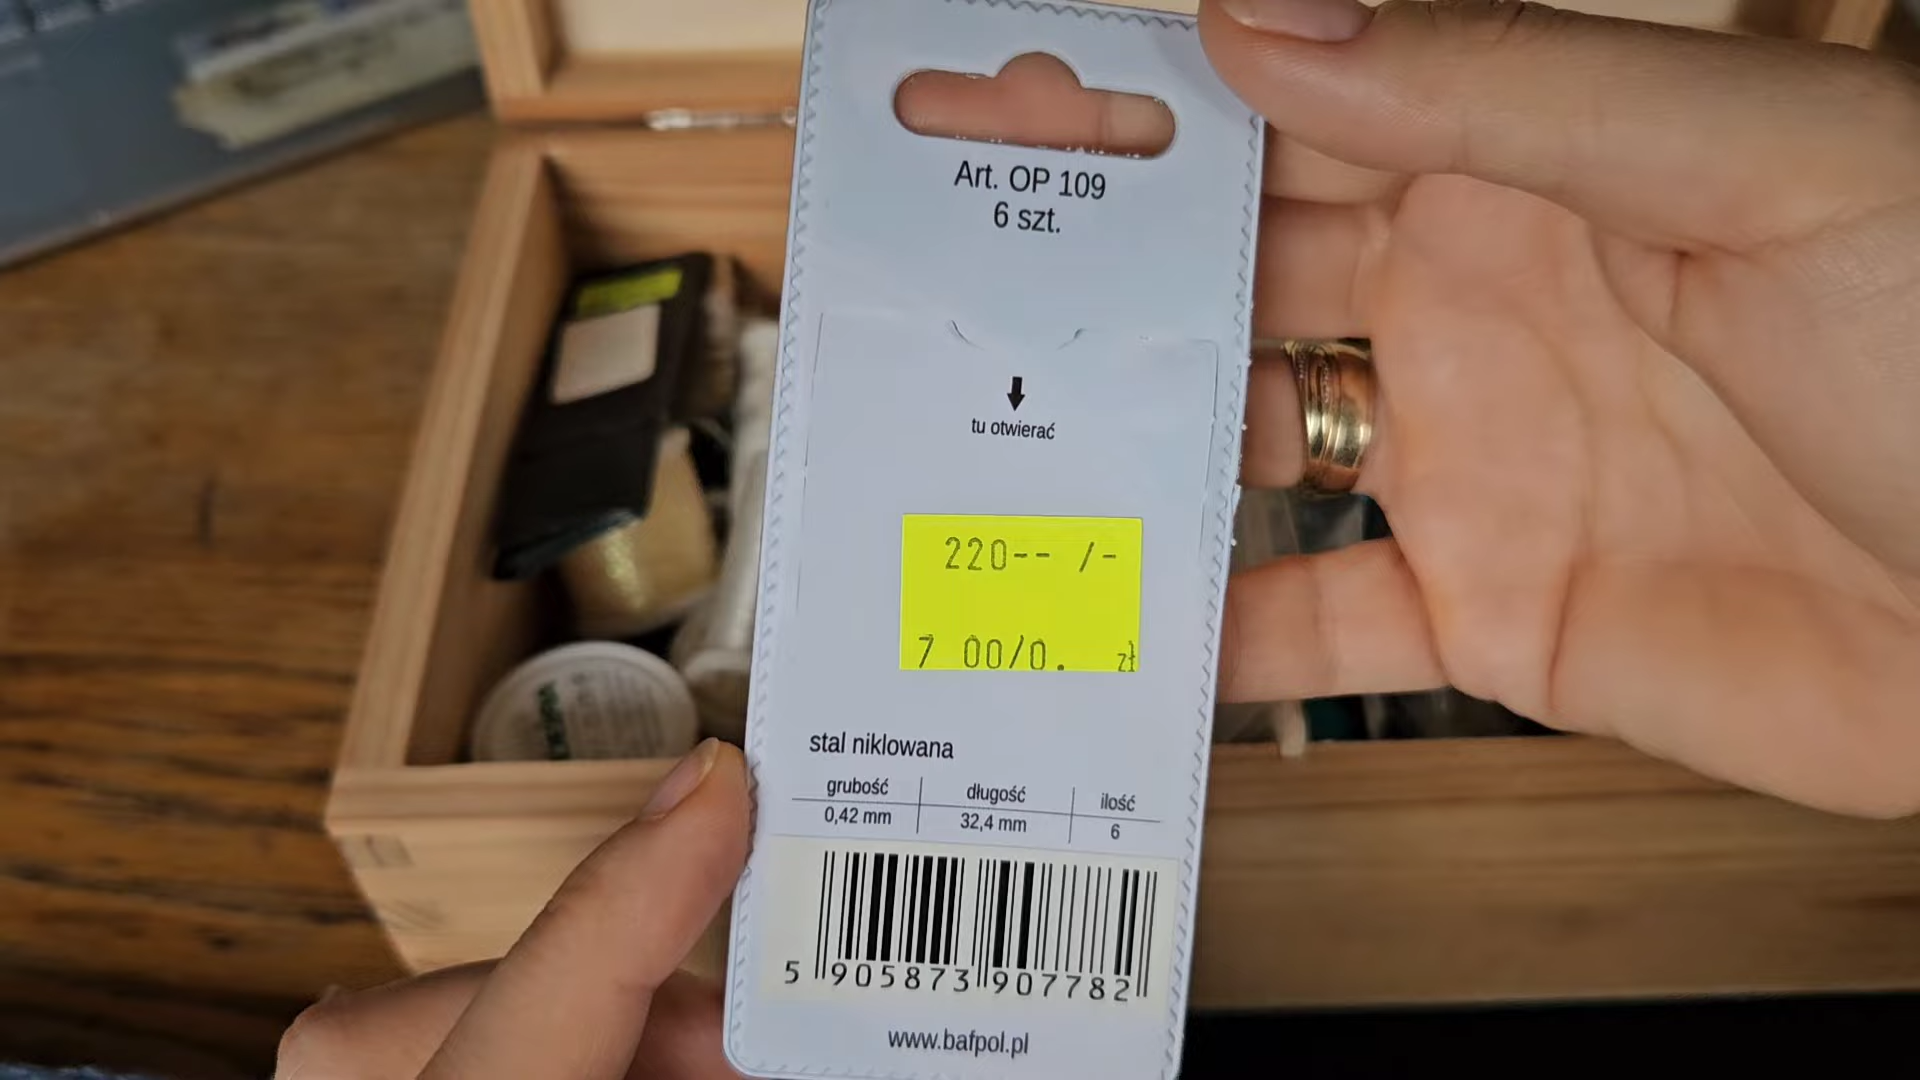 Art. OP 109
6 szt.
tu otwierać
220-- /-
7 00/0. zł
stal niklowana
grubość długość ilość
0,42 mm 32,4 mm 6
5 905873 907782
www.bafpol.pl